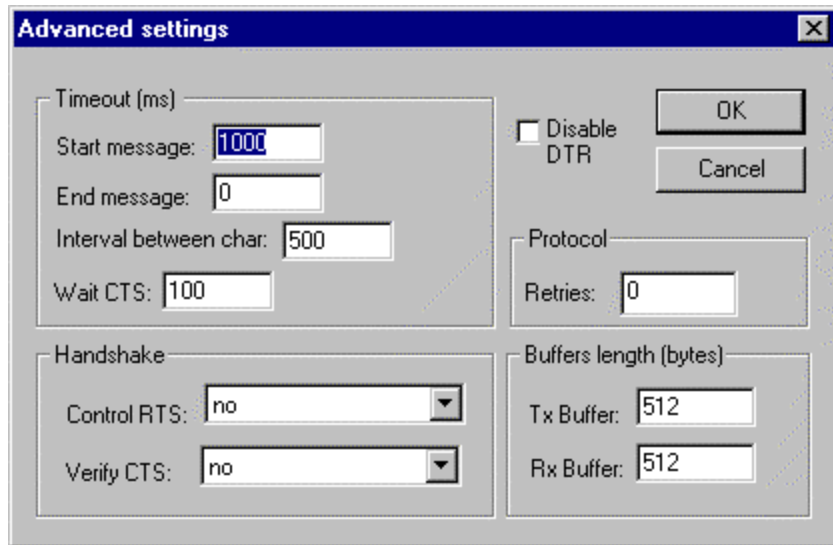 Advanced settings
Timeout (ms)
Start message: 1000
End message: 0
Interval between char: 500
Wait CTS: 100
Disable
DTR
OK
Cancel
Protocol
Retries: 0
Handshake
Control RTS: no
Verify CTS: no
Buffers length (bytes)
Tx Buffer: 512
Rx Buffer: 512